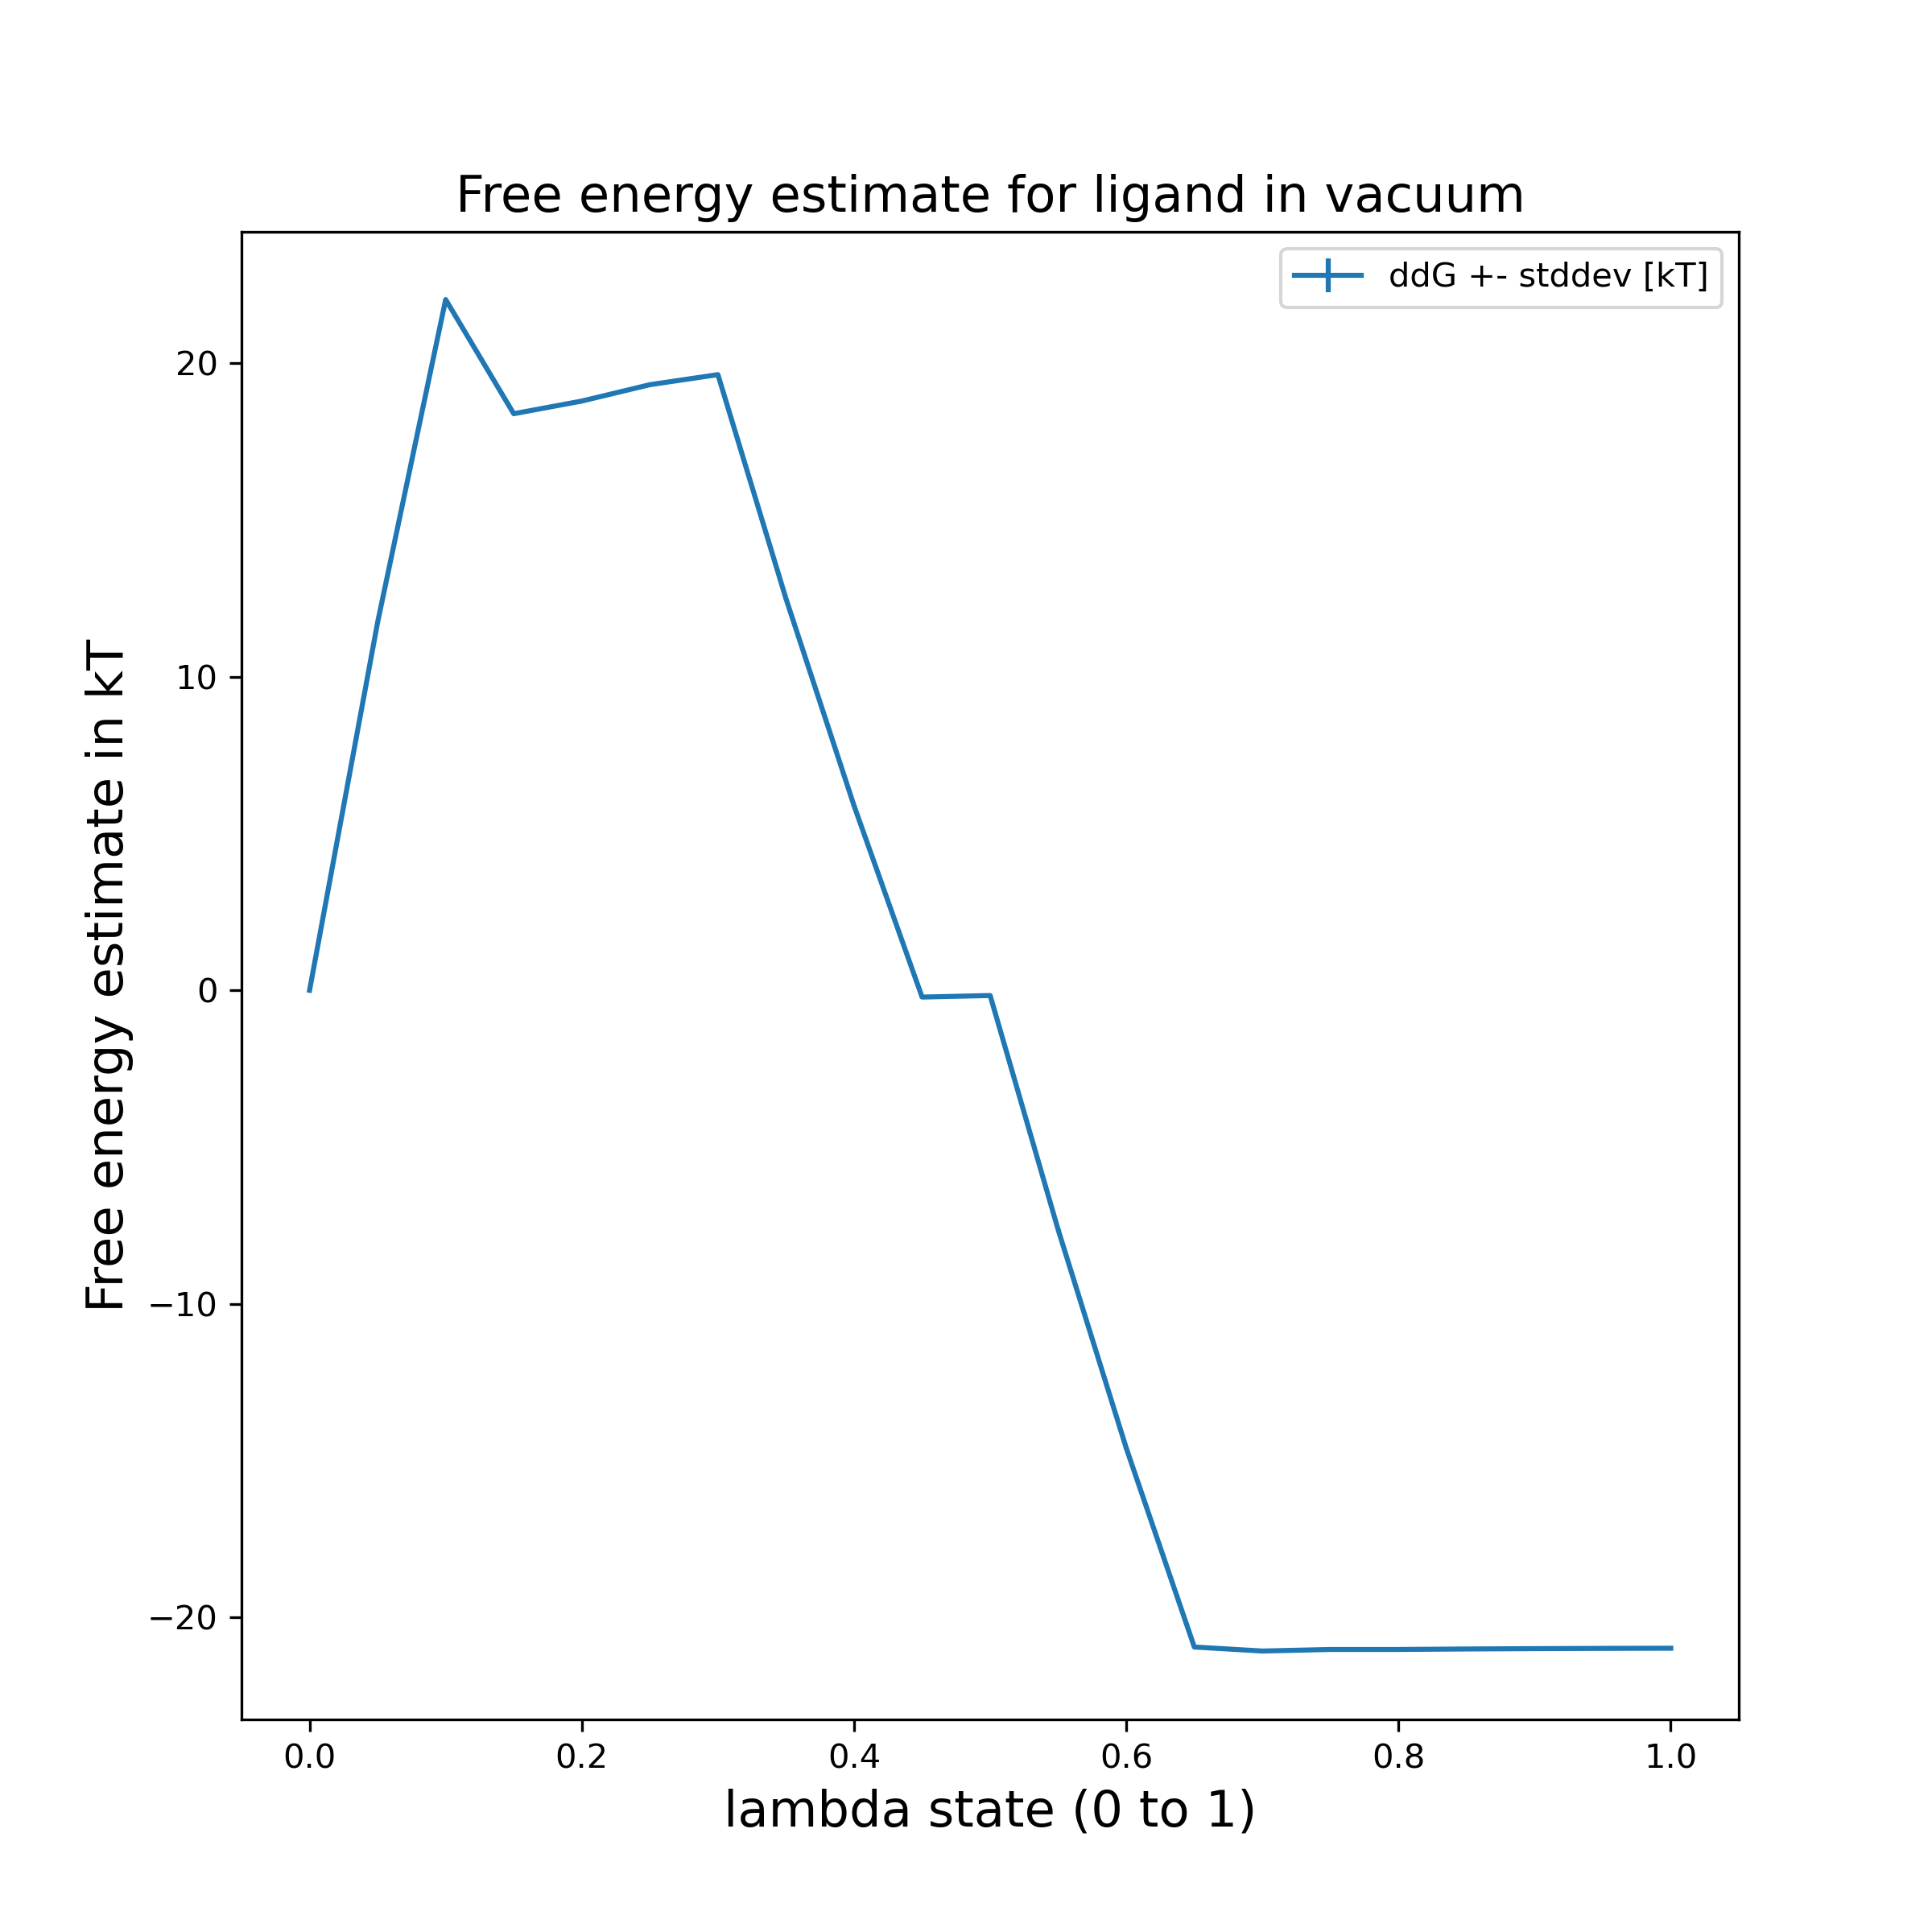 Free energy estimate for ligand in vacuum
ddG +- stddev [kT]
Free energy estimate in kT
20
10
0
−10
−20
0.0 0.2 0.4 0.6 0.8 1.0
lambda state (0 to 1)